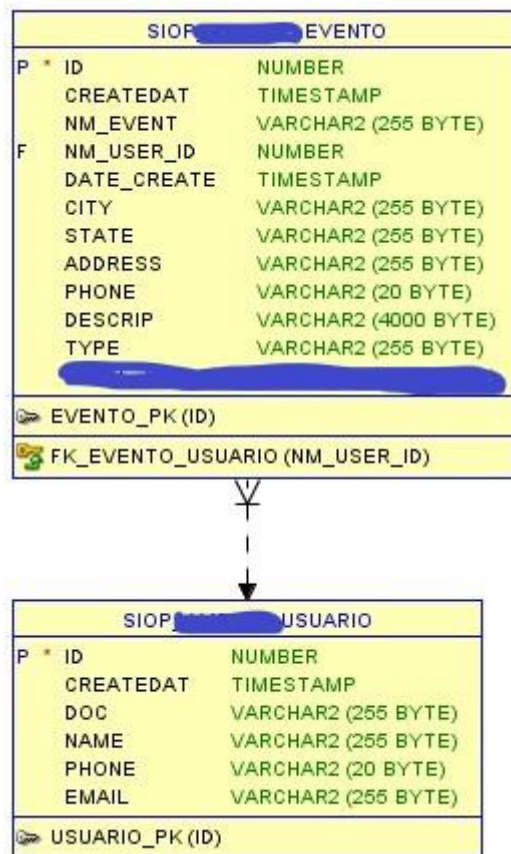 SIOP_ EVENTO
P * ID NUMBER
CREATEDAT TIMESTAMP
NM_EVENT VARCHAR2 (255 BYTE)
F NM_USER_ID NUMBER
DATE_CREATE TIMESTAMP
CITY VARCHAR2 (255 BYTE)
STATE VARCHAR2 (255 BYTE)
ADDRESS VARCHAR2 (255 BYTE)
PHONE VARCHAR2 (20 BYTE)
DESCRIP VARCHAR2 (4000 BYTE)
TYPE VARCHAR2 (255 BYTE)
EVENTO_PK (ID)
FK_EVENTO_USUARIO (NM_USER_ID)
SIOP_ USUARIO
P * ID NUMBER
CREATEDAT TIMESTAMP
DOC VARCHAR2 (255 BYTE)
NAME VARCHAR2 (255 BYTE)
PHONE VARCHAR2 (20 BYTE)
EMAIL VARCHAR2 (255 BYTE)
USUARIO_PK (ID)